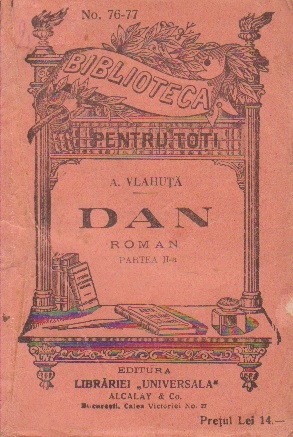 No. 76-77
BIBLIOTECA
PENTRU TOTI
A. VLAHUȚĂ
DAN
ROMAN
PARTEA II-a
EDITURA
LIBRĂRIEI „UNIVERSALA"
ALCALAY & Co.
București, Calea Victoriei No. 27
Prețul Lei 14.—